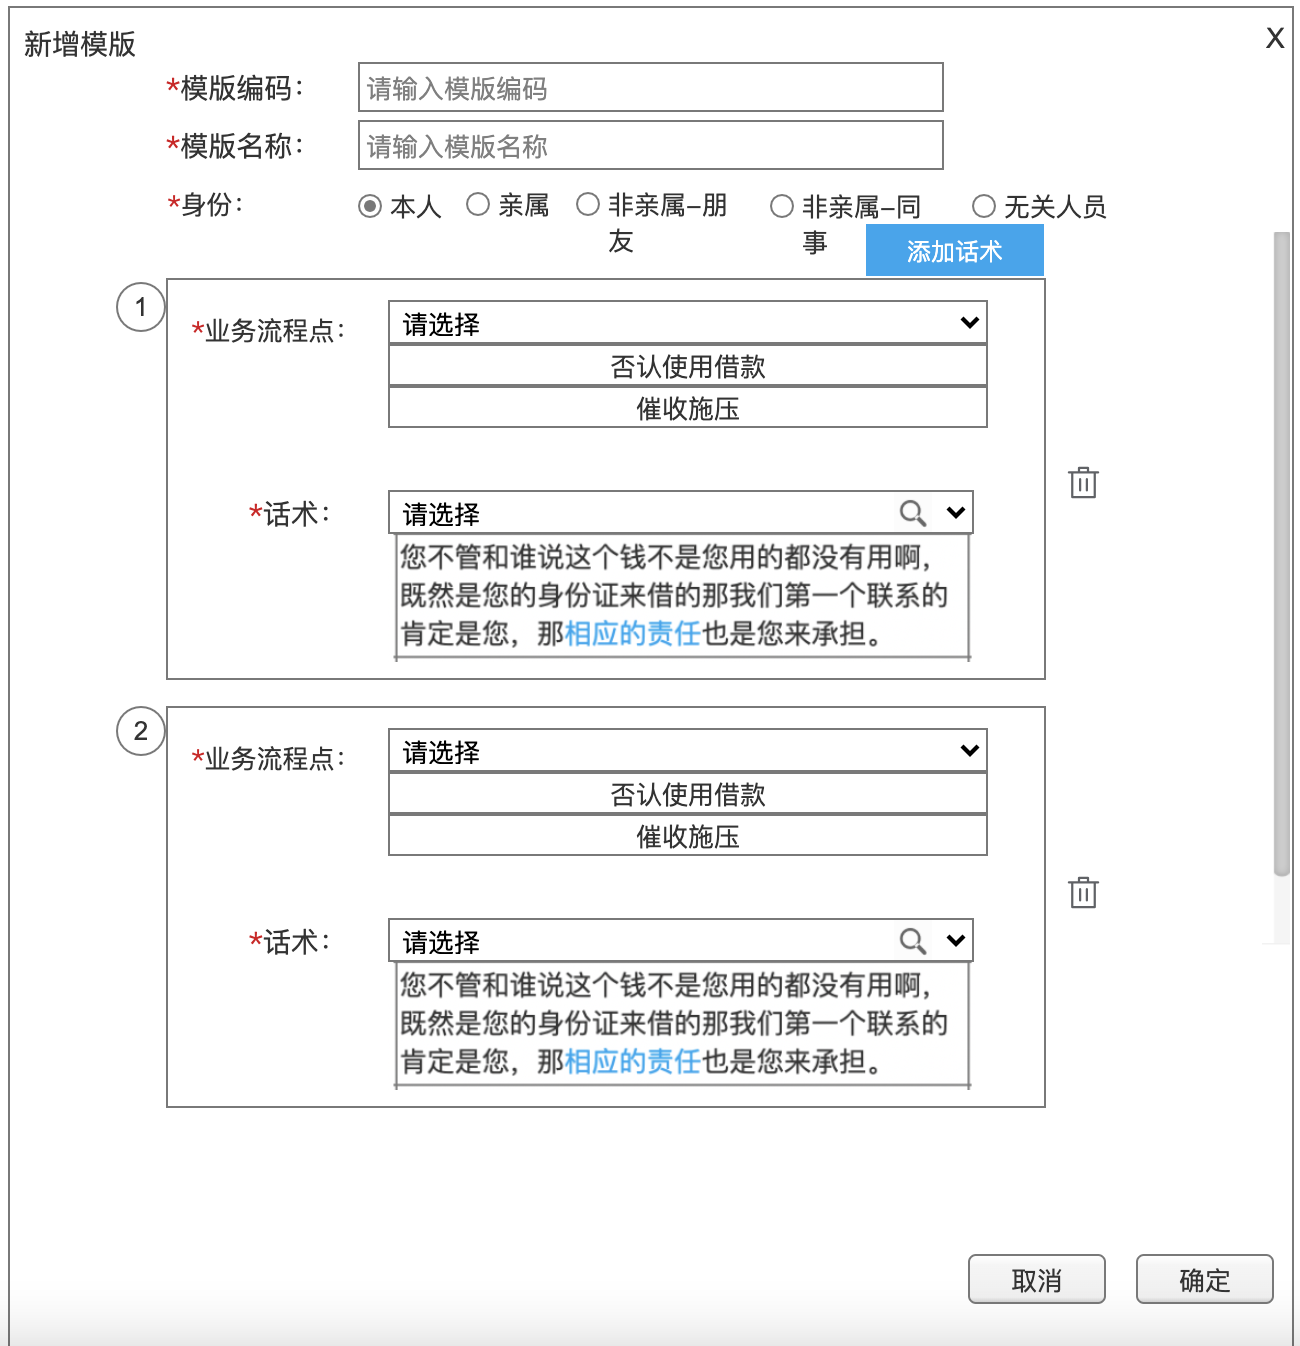 新增模版
X
*模版编码：
请输入模版编码
*模版名称：
请输入模版名称
*身份：
本人
亲属
非亲属–朋
友
非亲属–同
事
无关人员
添加话术
1
*业务流程点：
请选择
否认使用借款
催收施压
*话术：
请选择
您不管和谁说这个钱不是您用的都没有用啊，
既然是您的身份证来借的那我们第一个联系的
肯定是您，那相应的责任也是您来承担。
2
*业务流程点：
请选择
否认使用借款
催收施压
*话术：
请选择
您不管和谁说这个钱不是您用的都没有用啊，
既然是您的身份证来借的那我们第一个联系的
肯定是您，那相应的责任也是您来承担。
取消
确定